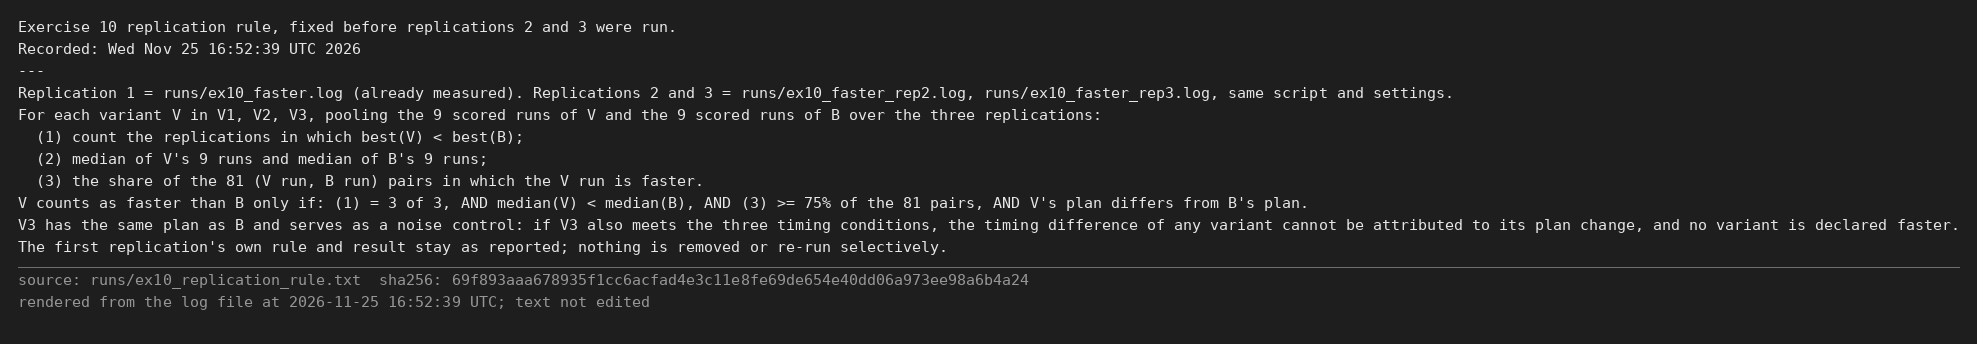 Exercise 10 replication rule, fixed before replications 2 and 3 were run.
Recorded: Wed Nov 25 16:52:39 UTC 2026
---
Replication 1 = runs/ex10_faster.log (already measured). Replications 2 and 3 = runs/ex10_faster_rep2.log, runs/ex10_faster_rep3.log, same script and settings.
For each variant V in V1, V2, V3, pooling the 9 scored runs of V and the 9 scored runs of B over the three replications:
  (1) count the replications in which best(V) < best(B);
  (2) median of V's 9 runs and median of B's 9 runs;
  (3) the share of the 81 (V run, B run) pairs in which the V run is faster.
V counts as faster than B only if: (1) = 3 of 3, AND median(V) < median(B), AND (3) >= 75% of the 81 pairs, AND V's plan differs from B's plan.
V3 has the same plan as B and serves as a noise control: if V3 also meets the three timing conditions, the timing difference of any variant cannot be attributed to its plan change, and no variant is declared faster.
The first replication's own rule and result stay as reported; nothing is removed or re-run selectively.
source: runs/ex10_replication_rule.txt  sha256: 69f893aaa678935f1cc6acfad4e3c11e8fe69de654e40dd06a973ee98a6b4a24
rendered from the log file at 2026-11-25 16:52:39 UTC; text not edited